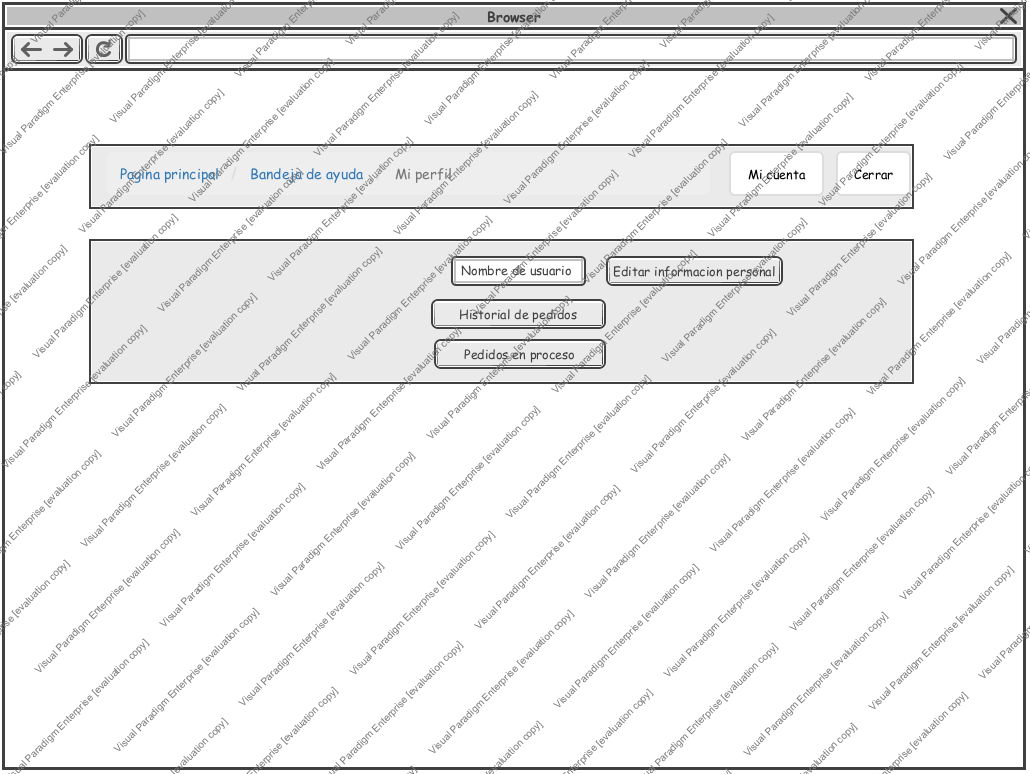 Browser
Pagina principal / Bandeja de ayuda Mi perfil Mi cuenta Cerrar
Nombre de usuario Editar informacion personal
Historial de pedidos
Pedidos en proceso
Visual Paradigm Enterprise [evaluation copy]